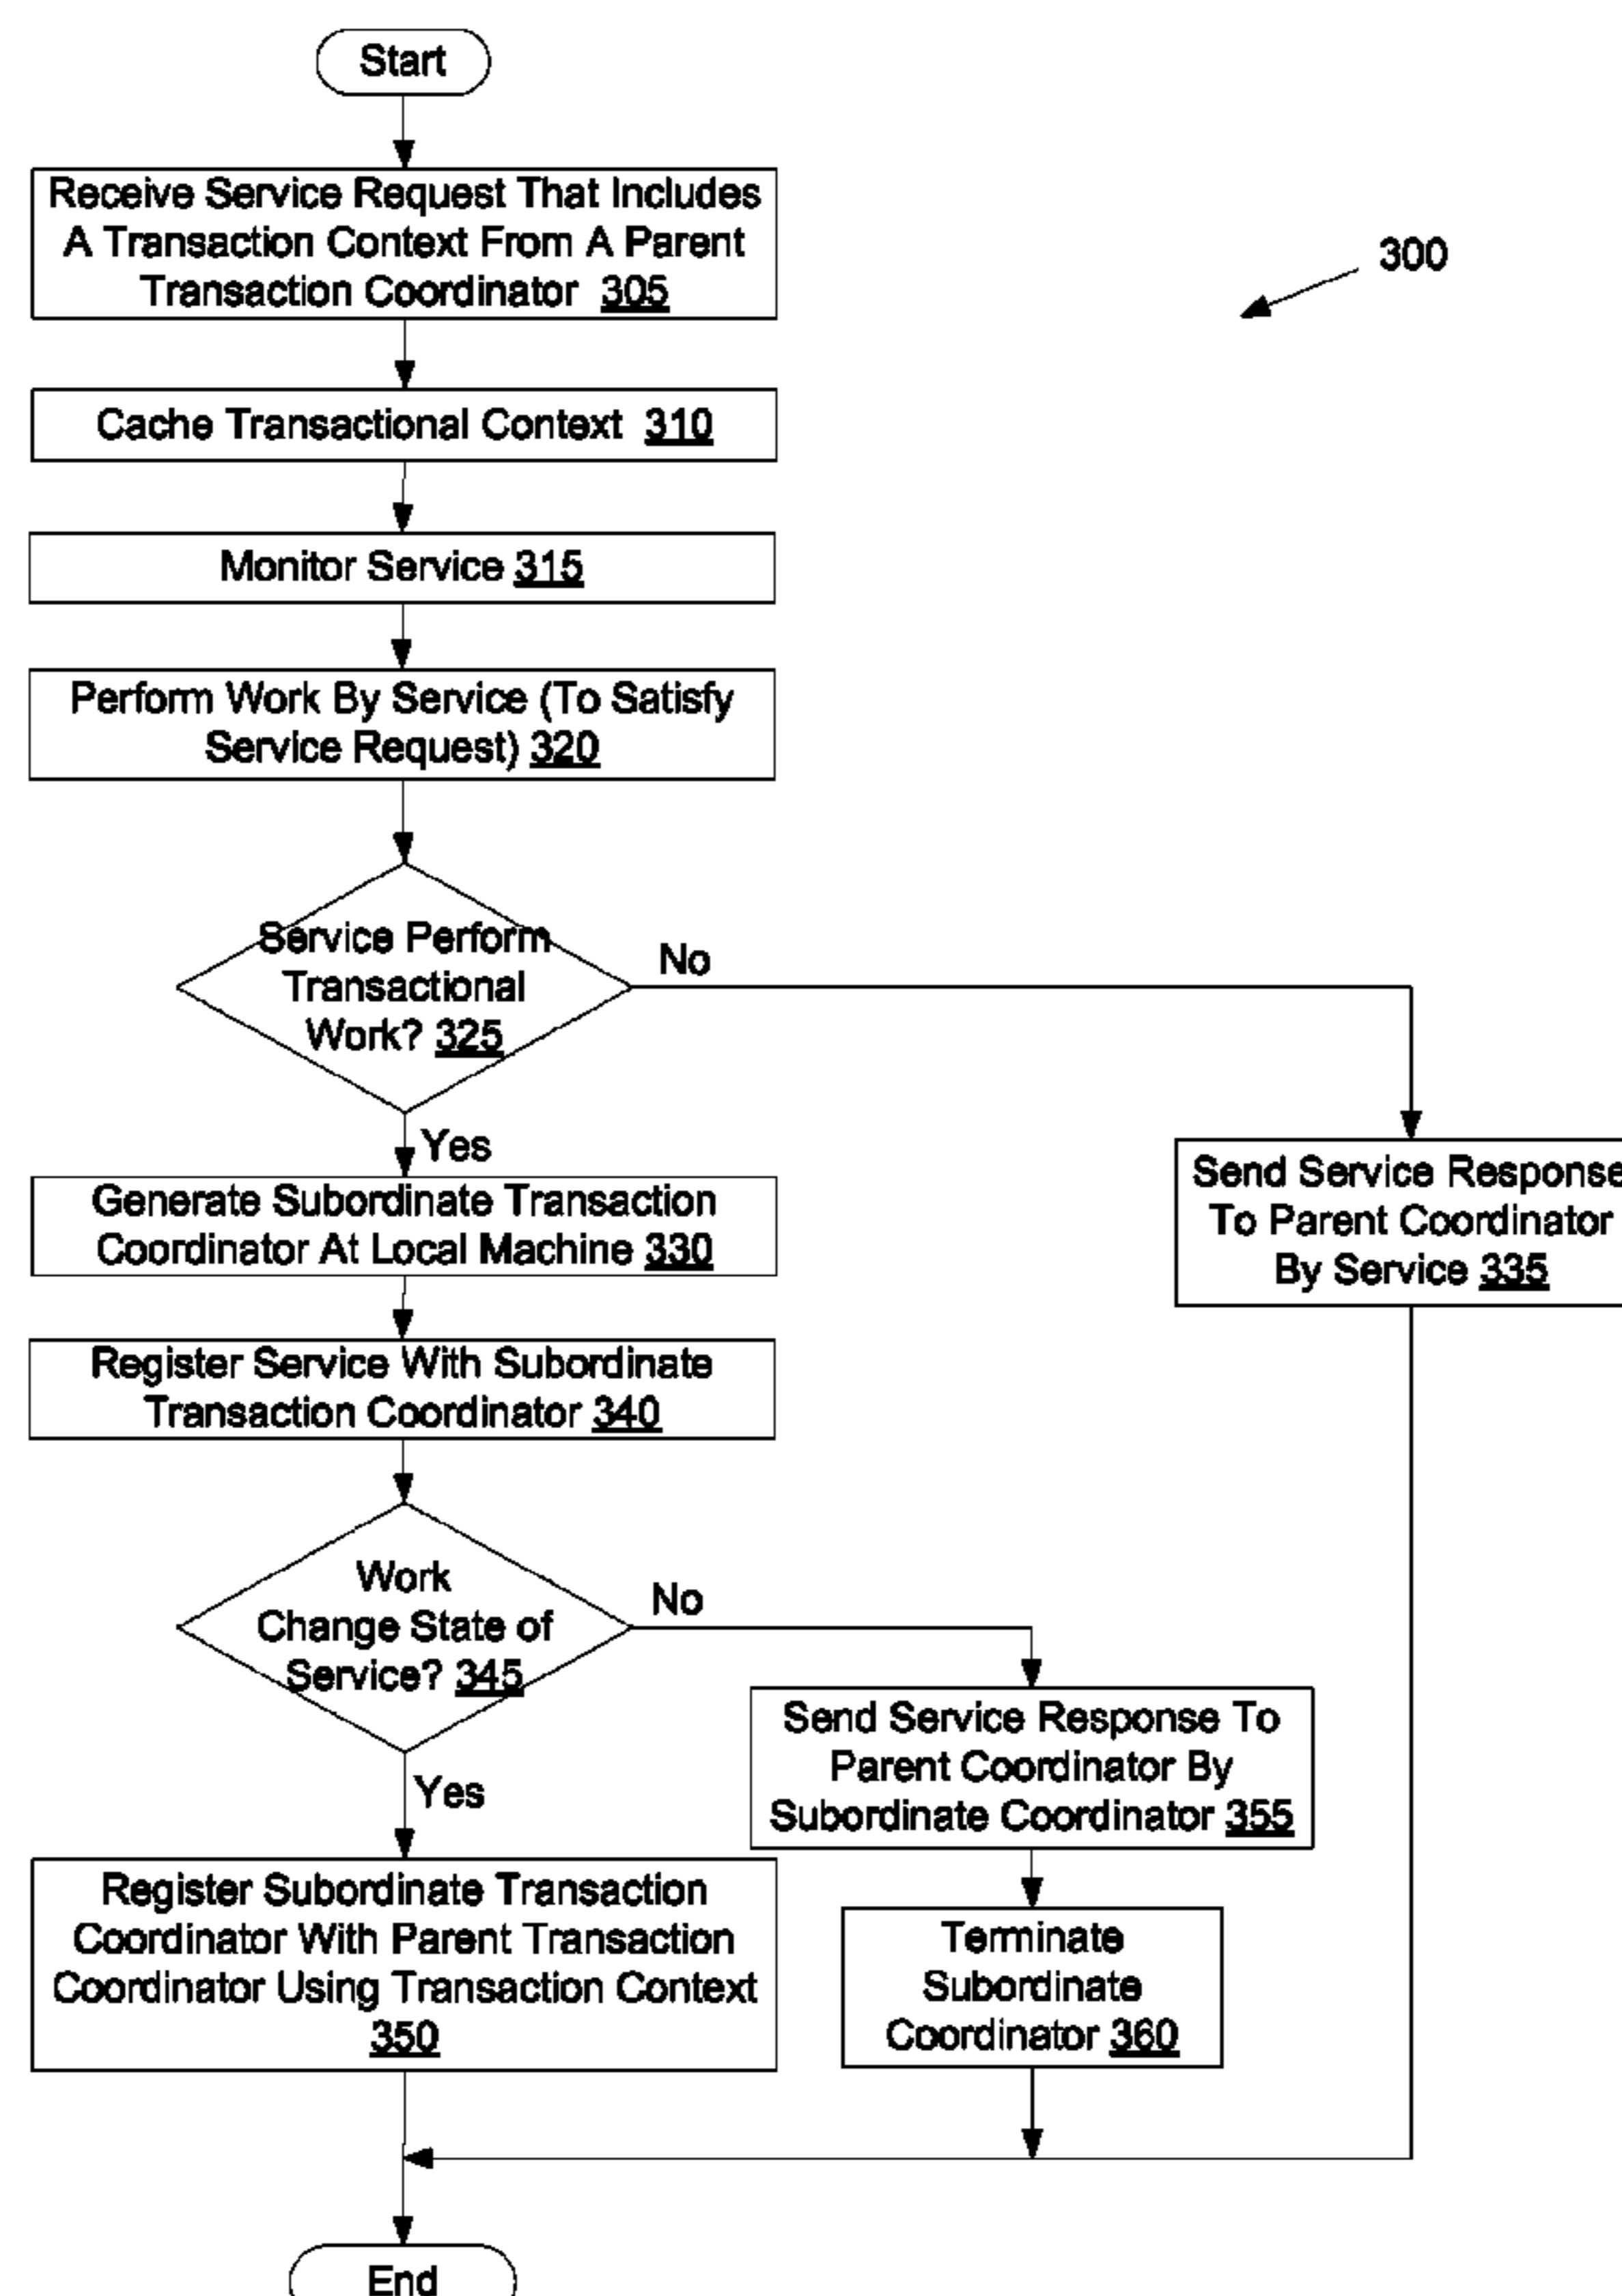 Start
Receive Service Request That Includes
A Transaction Context From A Parent
Transaction Coordinator 305
300
Cache Transactional Context 310
Monitor Service 315
Perform Work By Service (To Satisfy
Service Request) 320
Service Perform
Transactional
Work? 325
No
Yes
Generate Subordinate Transaction
Coordinator At Local Machine 330
Send Service Response
To Parent Coordinator
By Service 335
Register Service With Subordinate
Transaction Coordinator 340
Work
Change State of
Service? 345
No
Yes
Send Service Response To
Parent Coordinator By
Subordinate Coordinator 355
Register Subordinate Transaction
Coordinator With Parent Transaction
Coordinator Using Transaction Context
350
Terminate
Subordinate
Coordinator 360
End